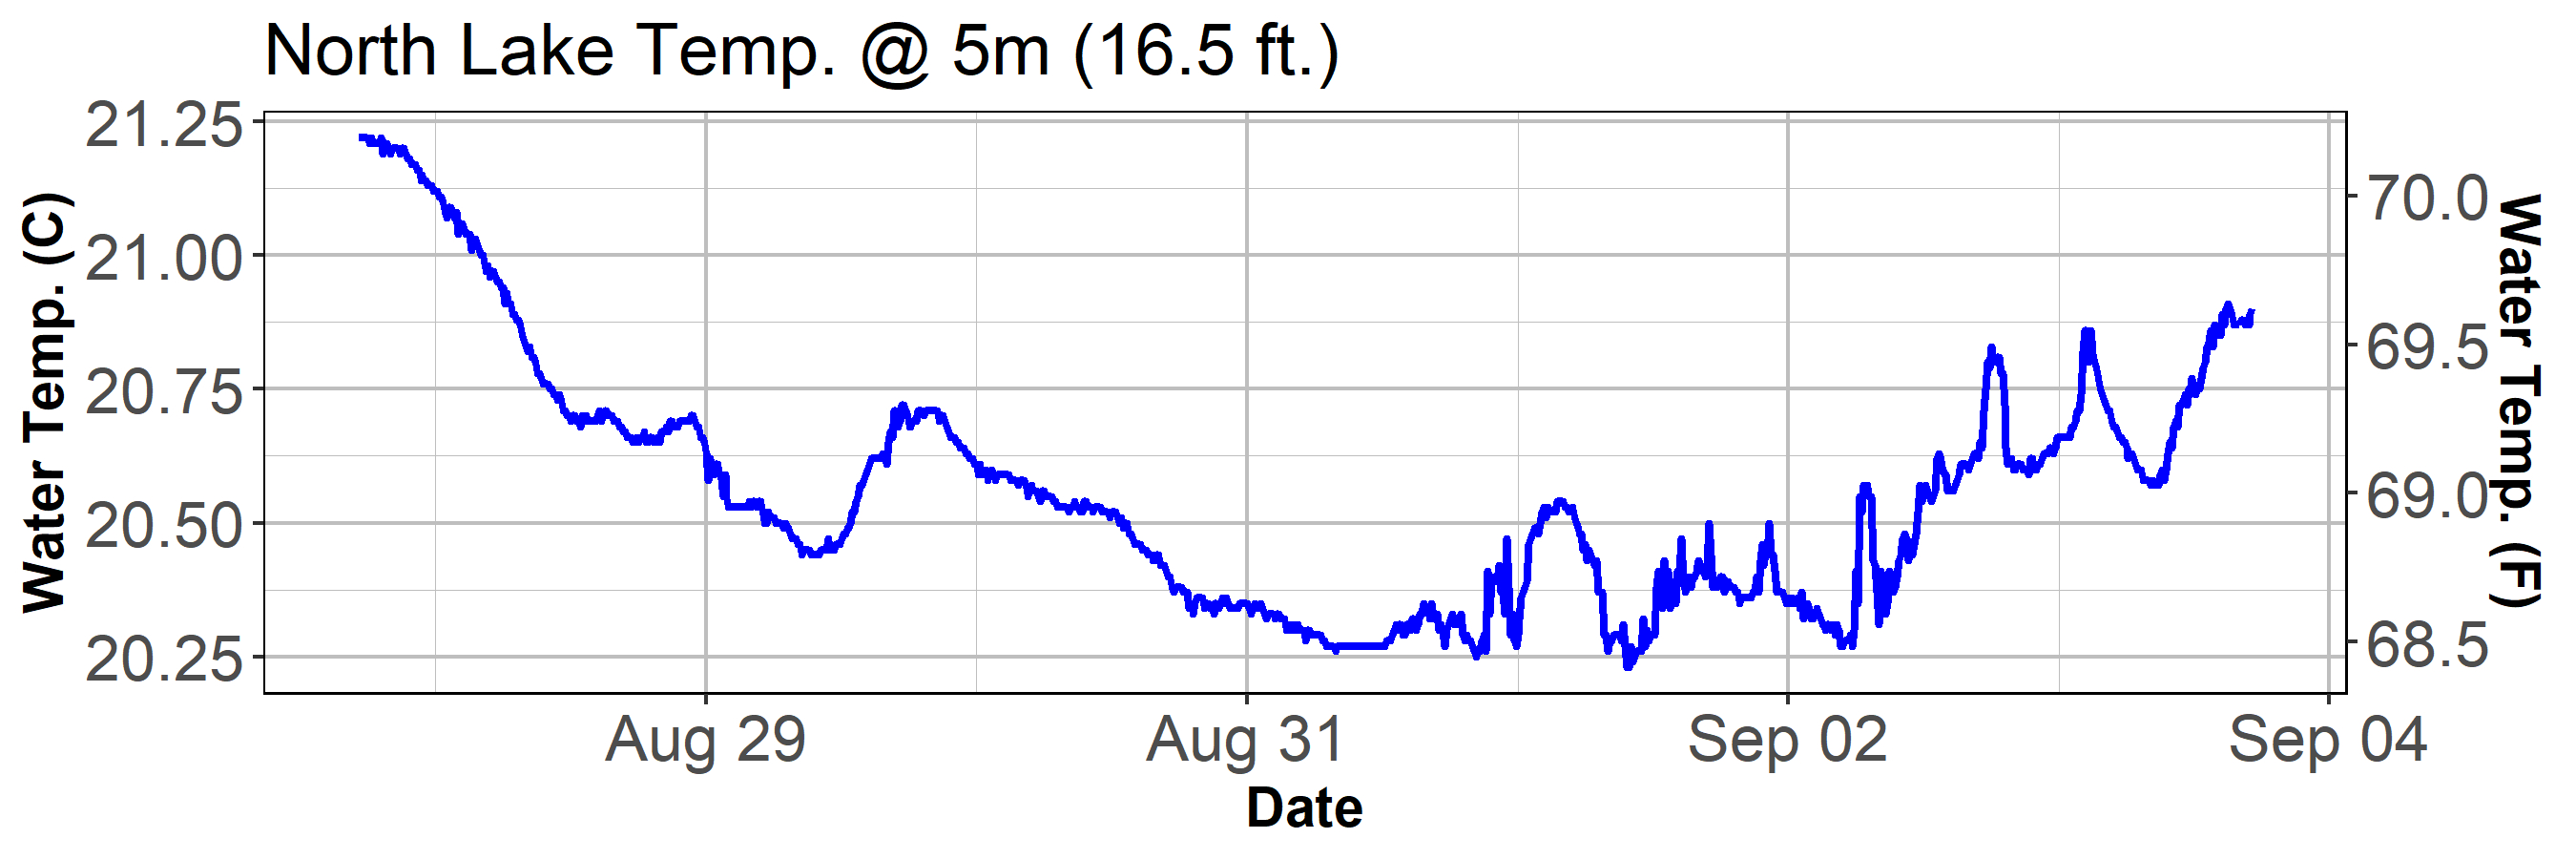 North Lake Temp. @ 5m (16.5 ft.)
Water Temp. (C)
21.25
21.00
20.75
20.50
20.25
70.0
69.5
69.0
68.5
Water Temp. (F)
Aug 29
Aug 31
Sep 02
Sep 04
Date